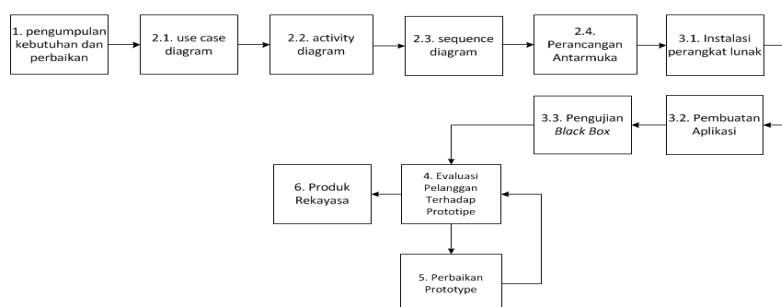 1. pengumpulan
kebutuhan dan
perbaikan
2.1. use case
diagram
2.2. activity
diagram
2.3. sequence
diagram
2.4.
Perancangan
Antarmuka
3.1. Instalasi
perangkat lunak
3.3. Pengujian
Black Box
3.2. Pembuatan
Aplikasi
6. Produk
Rekayasa
4. Evaluasi
Pelanggan
Terhadap
Prototipe
5. Perbaikan
Prototype